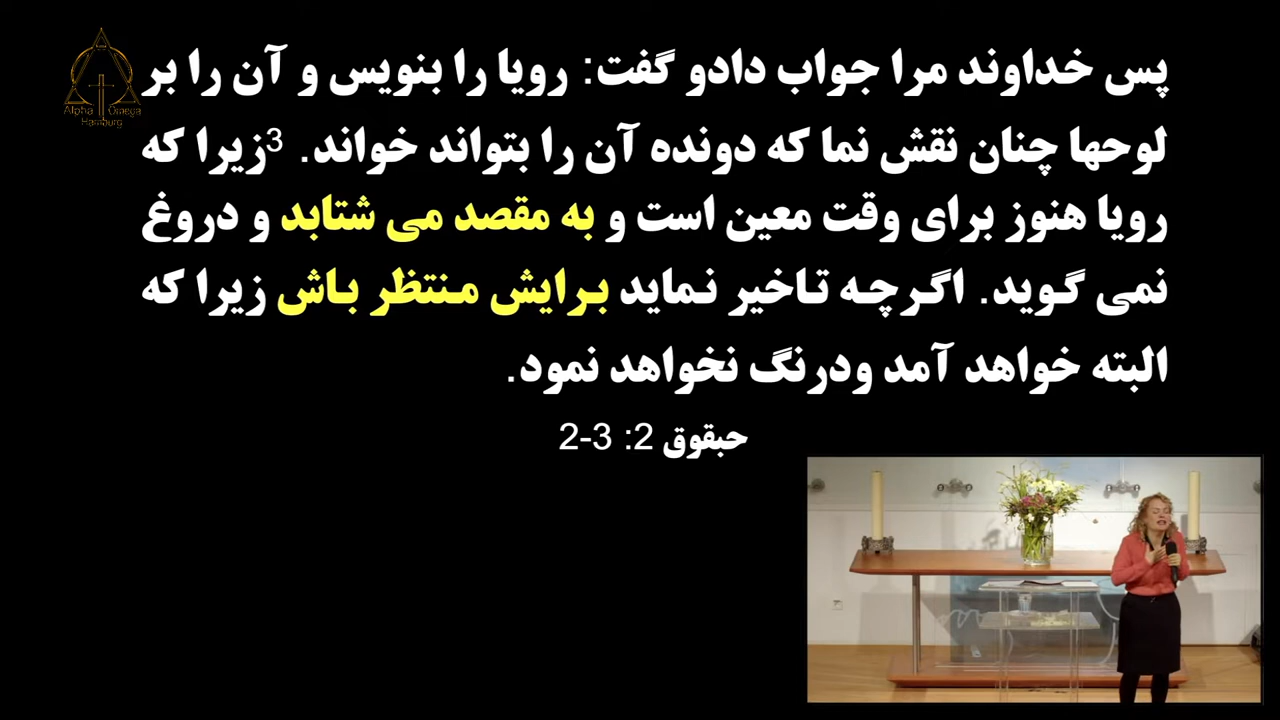 Alpha Omega
Hamburg
پس خداوند مرا جواب دادو گفت: رویا را بنویس و آن را بر
لوحها چنان نقش نما که دونده آن را بتواند خواند. 3زیرا که
رویا هنوز برای وقت معین است و به مقصد می شتابد و دروغ
نمی گوید. اگرچه تاخیر نماید برایش منتظر باش زیرا که
البته خواهد آمد ودرنگ نخواهد نمود.
حبقوق 2: 3-2